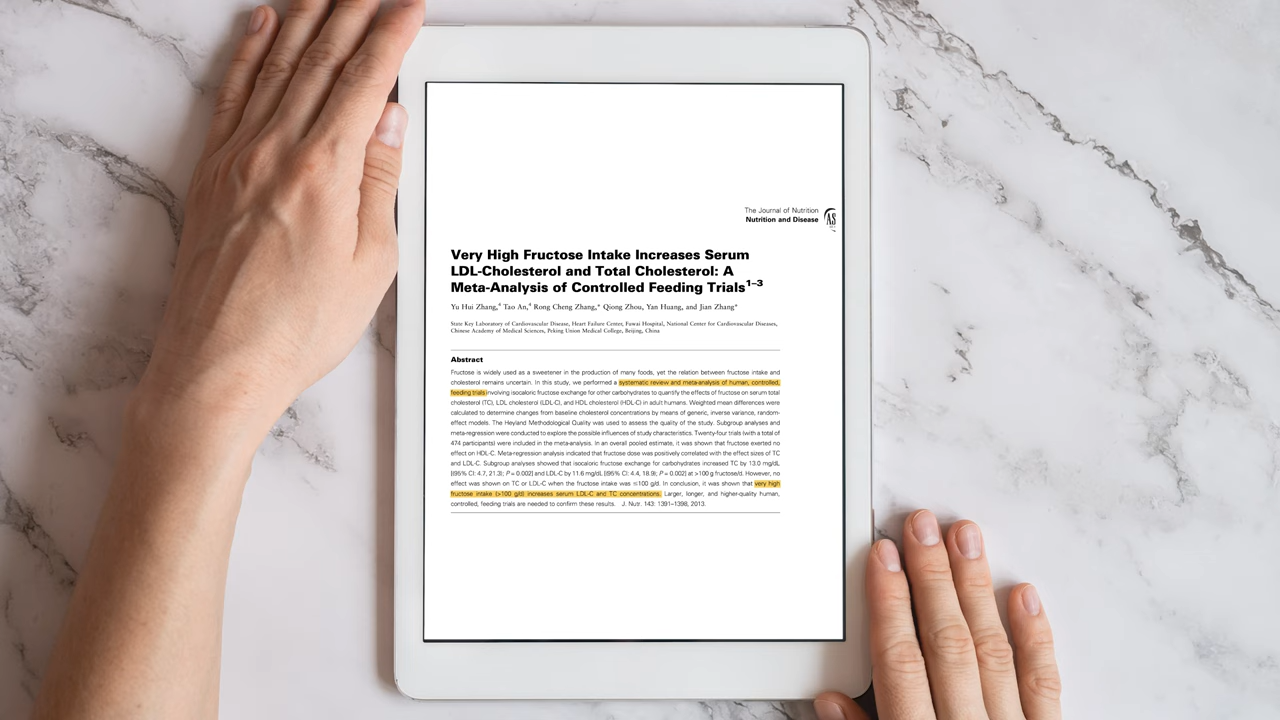 The Journal of Nutrition
Nutrition and Disease
AS
Very High Fructose Intake Increases Serum
LDL-Cholesterol and Total Cholesterol: A
Meta-Analysis of Controlled Feeding Trials1–3
Yu Hui Zhang,4 Tao An,4 Rong Cheng Zhang,* Qiong Zhou, Yan Huang, and Jian Zhang*
State Key Laboratory of Cardiovascular Disease, Heart Failure Center, Fuwai Hospital, National Center for Cardiovascular Diseases,
Chinese Academy of Medical Sciences, Peking Union Medical College, Beijing, China
Abstract
Fructose is widely used as a sweetener in the production of many foods, yet the relation between fructose intake and
cholesterol remains uncertain. In this study, we performed a systematic review and meta-analysis of human, controlled,
feeding trials involving isocaloric fructose exchange for other carbohydrates to quantify the effects of fructose on serum total
cholesterol (TC), LDL cholesterol (LDL-C), and HDL cholesterol (HDL-C) in adult humans. Weighted mean differences were
calculated to determine changes from baseline cholesterol concentrations by means of generic, inverse variance, random-
effect models. The Heyland Methodological Quality was used to assess the quality of the study. Subgroup analyses and
meta-regression were conducted to explore the possible influences of study characteristics. Twenty-four trials (with a total of
474 participants) were included in the meta-analysis. In an overall pooled estimate, it was shown that fructose exerted no
effect on HDL-C. Meta-regression analysis indicated that fructose dose was positively correlated with the effect sizes of TC
and LDL-C. Subgroup analyses showed that isocaloric fructose exchange for carbohydrates increased TC by 13.0 mg/dL
[(95% CI: 4.7, 21.3); P = 0.002] and LDL-C by 11.6 mg/dL [(95% CI: 4.4, 18.9); P = 0.002] at >100 g fructose/d. However, no
effect was shown on TC or LDL-C when the fructose intake was ≤100 g/d. In conclusion, it was shown that very high
fructose intake (>100 g/d) increases serum LDL-C and TC concentrations. Larger, longer, and higher-quality human,
controlled, feeding trials are needed to confirm these results. J. Nutr. 143: 1391–1398, 2013.